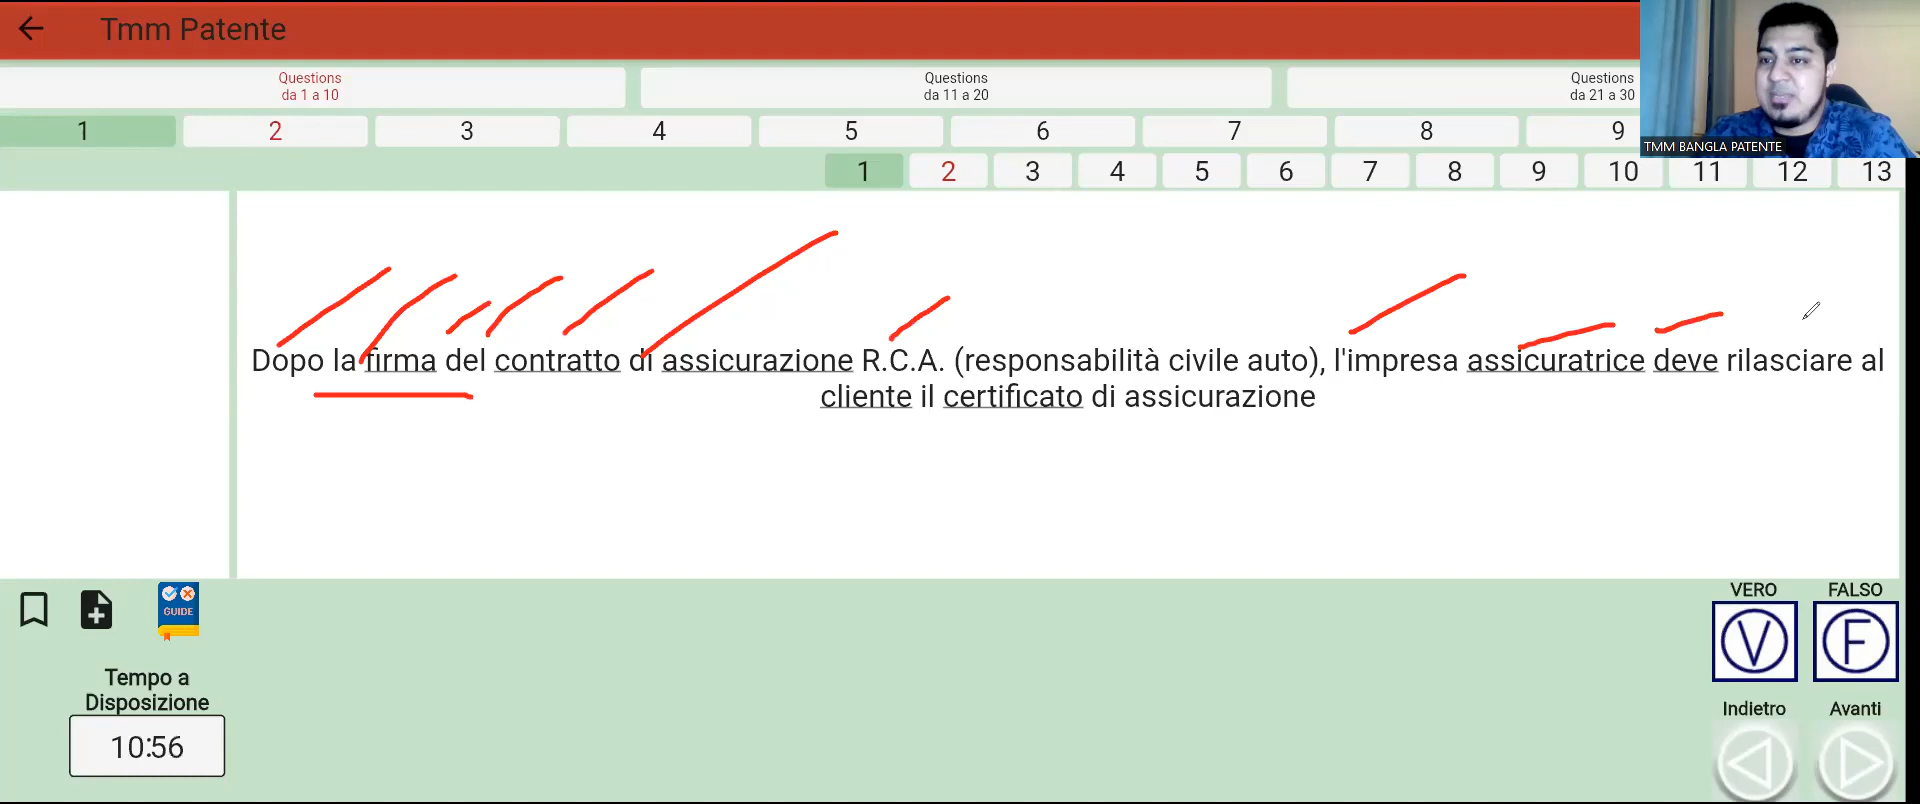 Tmm Patente
Questions
da 1 a 10
Questions
da 11 a 20
Questions
da 21 a 30
1 2 3 4 5 6 7 8 9
TMM BANGLA PATENTE
1 2 3 4 5 6 7 8 9 10 11 12 13
Dopo la firma del contratto di assicurazione R.C.A. (responsabilità civile auto), l'impresa assicuratrice deve rilasciare al
cliente il certificato di assicurazione
GUIDE
VERO FALSO
V F
Tempo a
Disposizione
10:56
Indietro Avanti